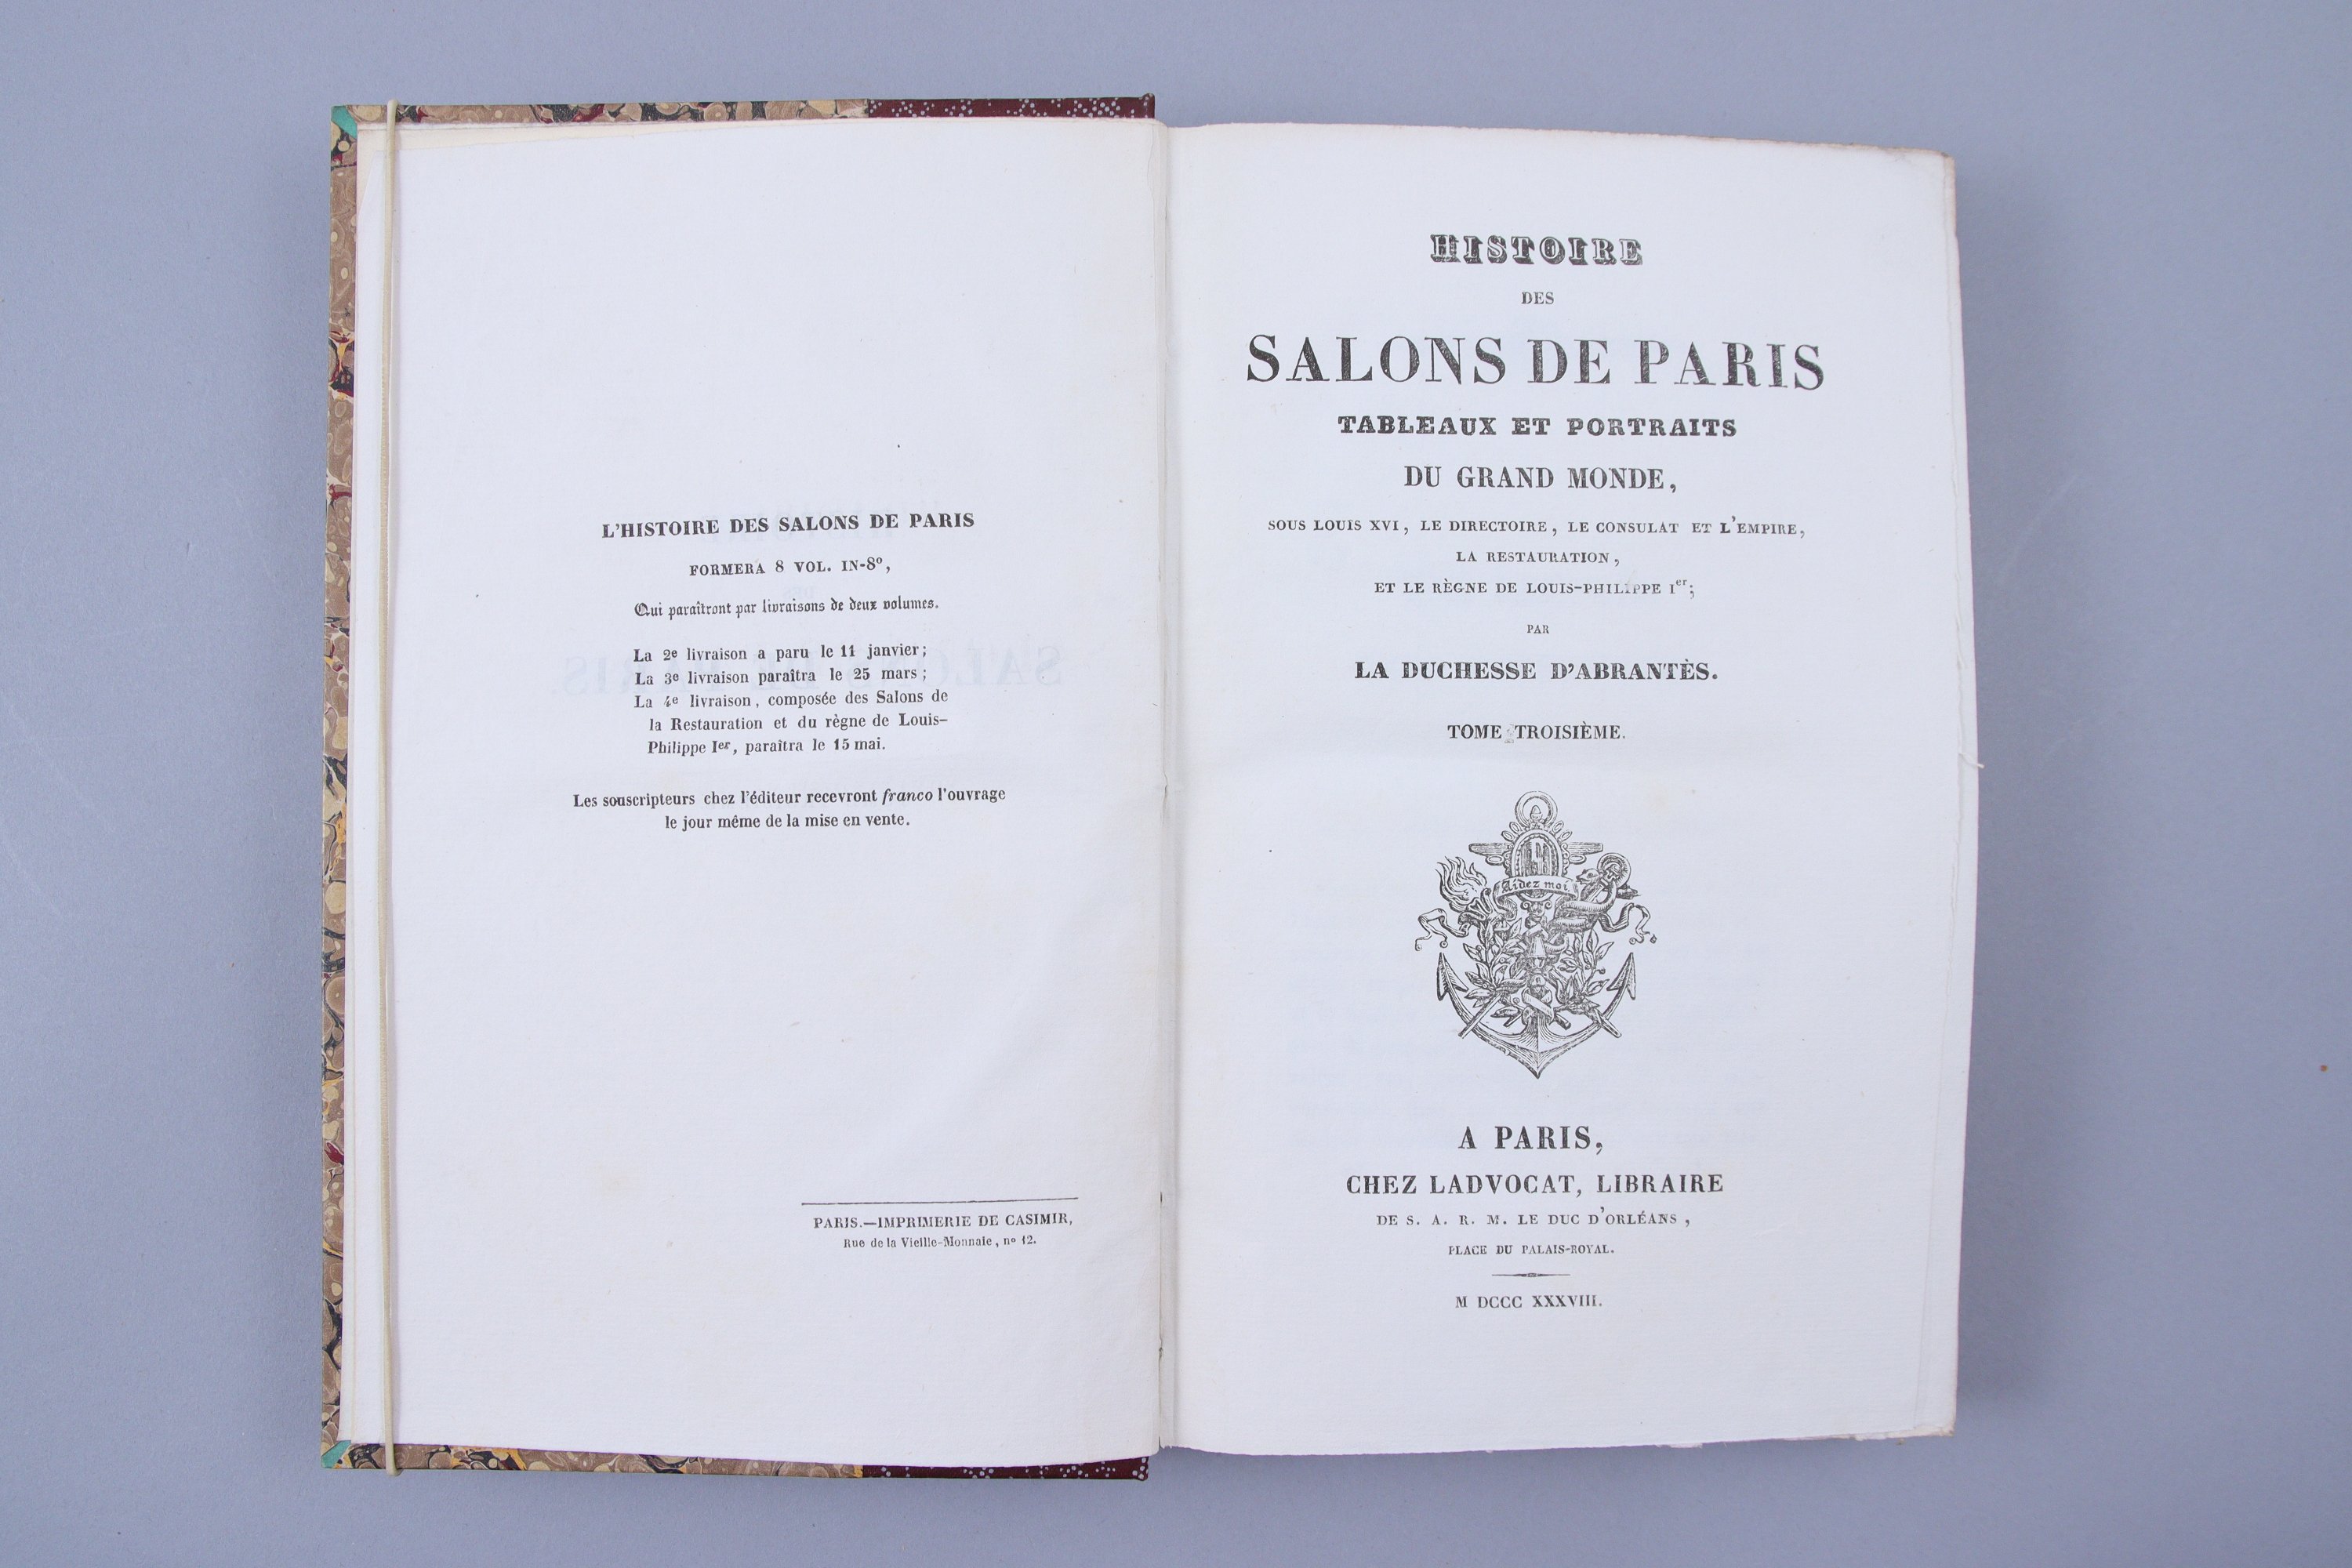 L'HISTOIRE DES SALONS DE PARIS
FORMERA 8 VOL. IN-8º,
Qui paraîtront par livraisons de deux volumes.
La 2e livraison a paru le 11 janvier;
La 3e livraison paraîtra le 25 mars;
La 4e livraison, composée des Salons de
la Restauration et du règne de Louis-
Philippe Ier, paraîtra le 15 mai.
Les souscripteurs chez l'éditeur recevront franco l'ouvrage
le jour même de la mise en vente.
PARIS.—IMPRIMERIE DE CASIMIR,
Rue de la Vieille-Monnaie, nº 12.
HISTOIRE
DES
SALONS DE PARIS
TABLEAUX ET PORTRAITS
DU GRAND MONDE,
SOUS LOUIS XVI, LE DIRECTOIRE, LE CONSULAT ET L'EMPIRE,
LA RESTAURATION,
ET LE RÈGNE DE LOUIS-PHILIPPE Ier;
PAR
LA DUCHESSE D'ABRANTÈS.
TOME TROISIÈME.
Aidez moi
A PARIS,
CHEZ LADVOCAT, LIBRAIRE
DE S. A. R. M. LE DUC D'ORLÉANS,
PLACE DU PALAIS-ROYAL.
M DCCC XXXVIII.